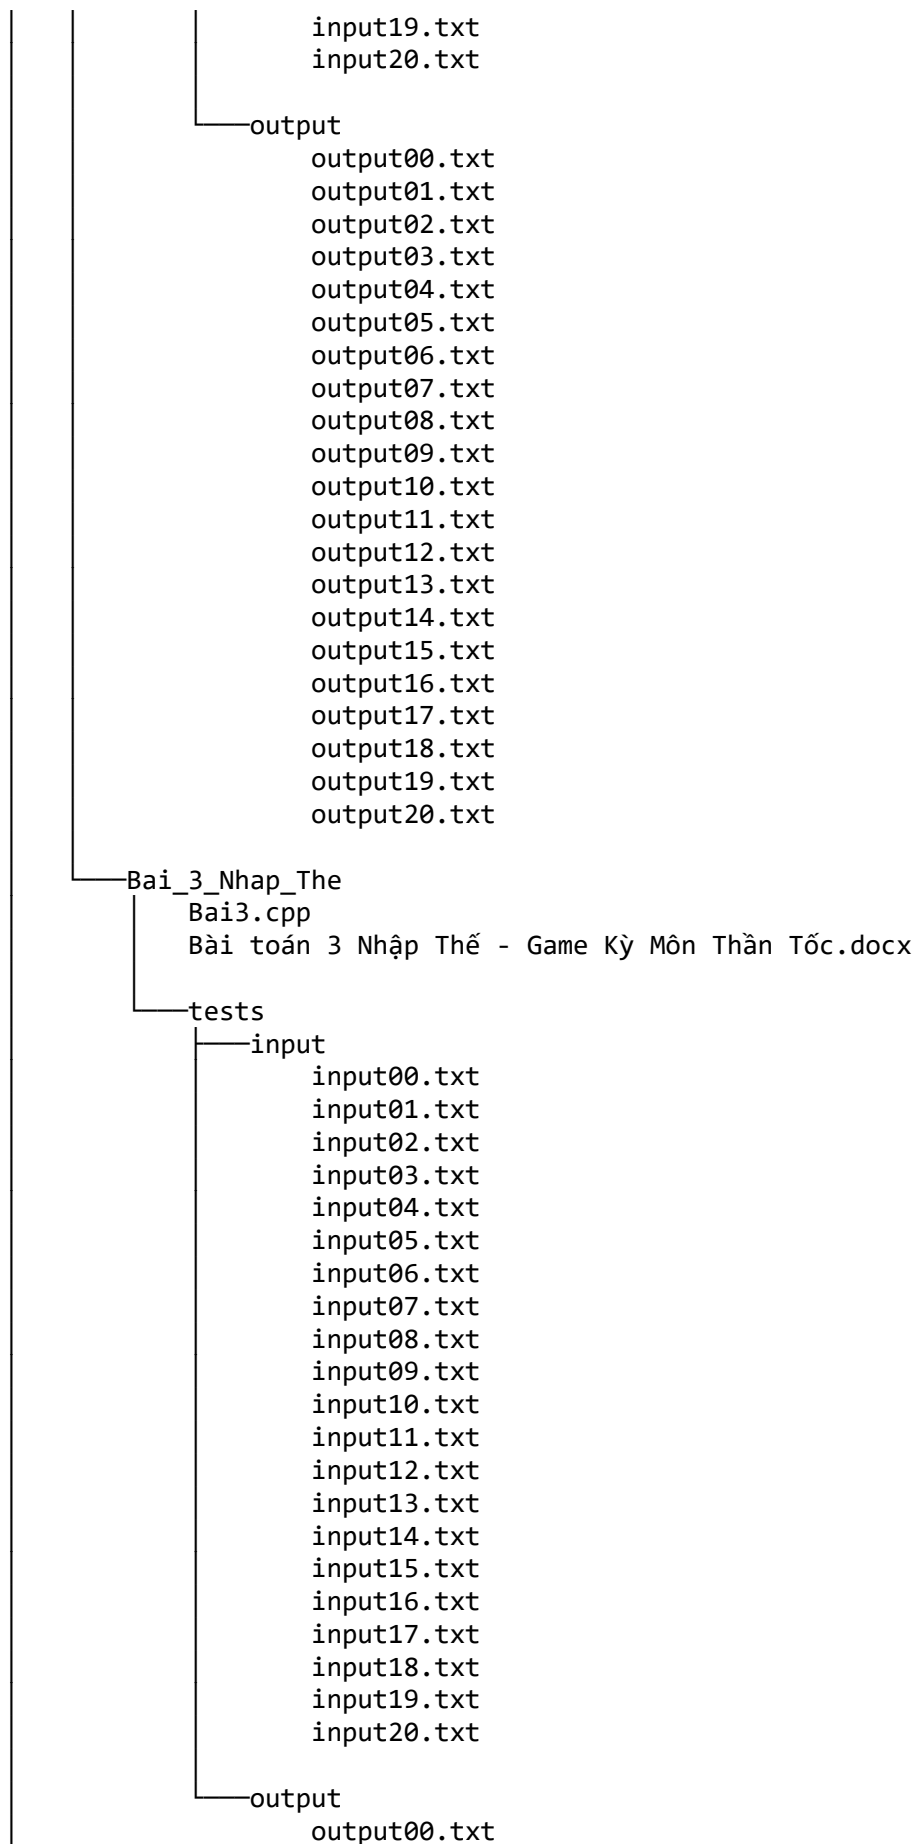 input19.txt
input20.txt
output
output00.txt
output01.txt
output02.txt
output03.txt
output04.txt
output05.txt
output06.txt
output07.txt
output08.txt
output09.txt
output10.txt
output11.txt
output12.txt
output13.txt
output14.txt
output15.txt
output16.txt
output17.txt
output18.txt
output19.txt
output20.txt
Bai_3_Nhap_The
Bai3.cpp
Bài toán 3 Nhập Thế - Game Kỳ Môn Thần Tốc.docx
tests
input
input00.txt
input01.txt
input02.txt
input03.txt
input04.txt
input05.txt
input06.txt
input07.txt
input08.txt
input09.txt
input10.txt
input11.txt
input12.txt
input13.txt
input14.txt
input15.txt
input16.txt
input17.txt
input18.txt
input19.txt
input20.txt
output
output00.txt